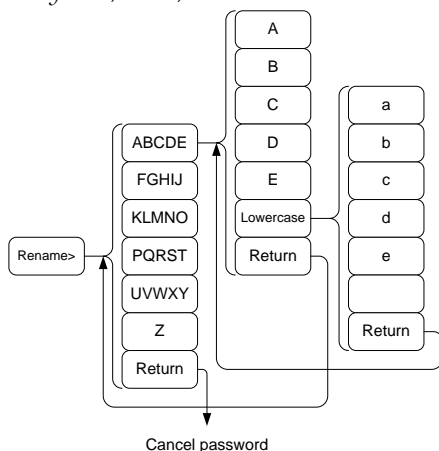 Rename>
ABCDE
FGHIJ
KLMNO
PQRST
UVWXY
Z
Return
A
B
C
D
E
Lowercase
Return
a
b
c
d
e
Return
Cancel password